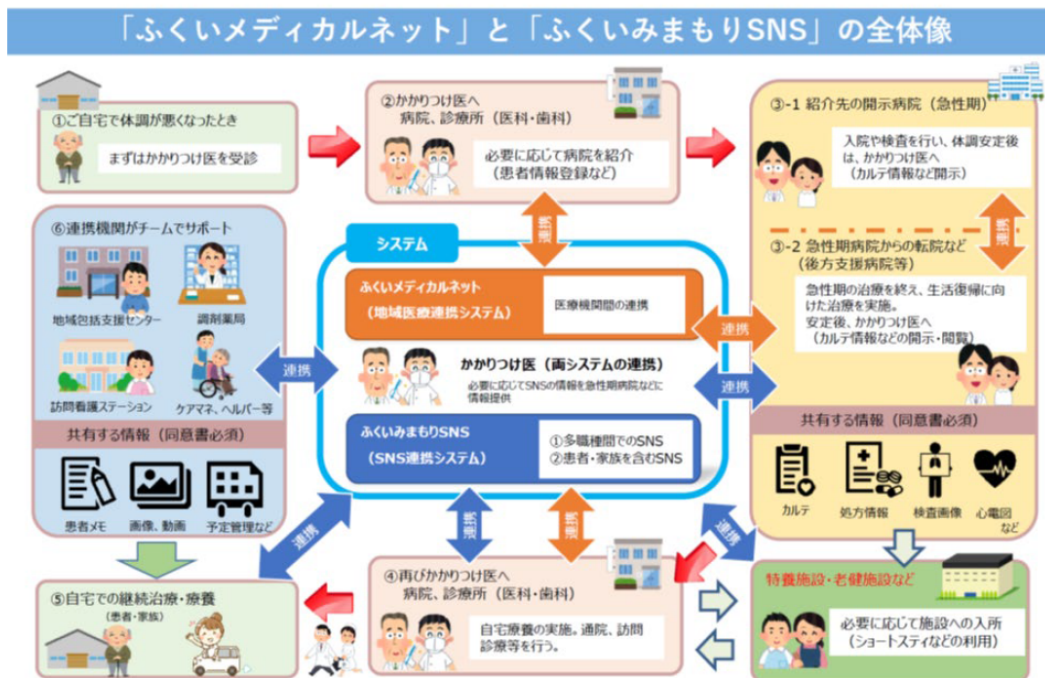 「ふくいメディカルネット」と「ふくいみまもりSNS」の全体像
①ご自宅で体調が悪くなったとき
まずはかかりつけ医を受診
②かかりつけ医へ
病院、診療所（医科・歯科）
必要に応じて病院を紹介
（患者情報登録など）
③-1 紹介先の開示病院（急性期）
入院や検査を行い、体調安定後
は、かかりつけ医へ
（カルテ情報など開示）
連携
③-2 急性期病院からの転院など
（後方支援病院等）
急性期の治療を終え、生活復帰に向
けた治療を実施。
安定後、かかりつけ医へ
（カルテ情報などの開示・閲覧）
共有する情報（同意書必須）
カルテ
処方情報
検査画像
心電図
など
⑥連携機関がチームでサポート
地域包括支援センター
調剤薬局
訪問看護ステーション
ケアマネ、ヘルパー等
共有する情報（同意書必須）
患者メモ
画像、動画
予定管理など
連携
システム
ふくいメディカルネット
（地域医療連携システム）
医療機関間の連携
かかりつけ医（両システムの連携）
必要に応じてSNSの情報を急性期病院などに
情報提供
ふくいみまもりSNS
（SNS連携システム）
①多職種間でのSNS
②患者・家族を含むSNS
連携
連携
連携
連携
連携
連携
連携
④再びかかりつけ医へ
病院、診療所（医科・歯科）
自宅療養の実施。通院、訪問
診療等を行う。
⑤自宅での継続治療・療養
（患者・家族）
特養施設・老健施設など
必要に応じて施設への入所
（ショートスティなどの利用）